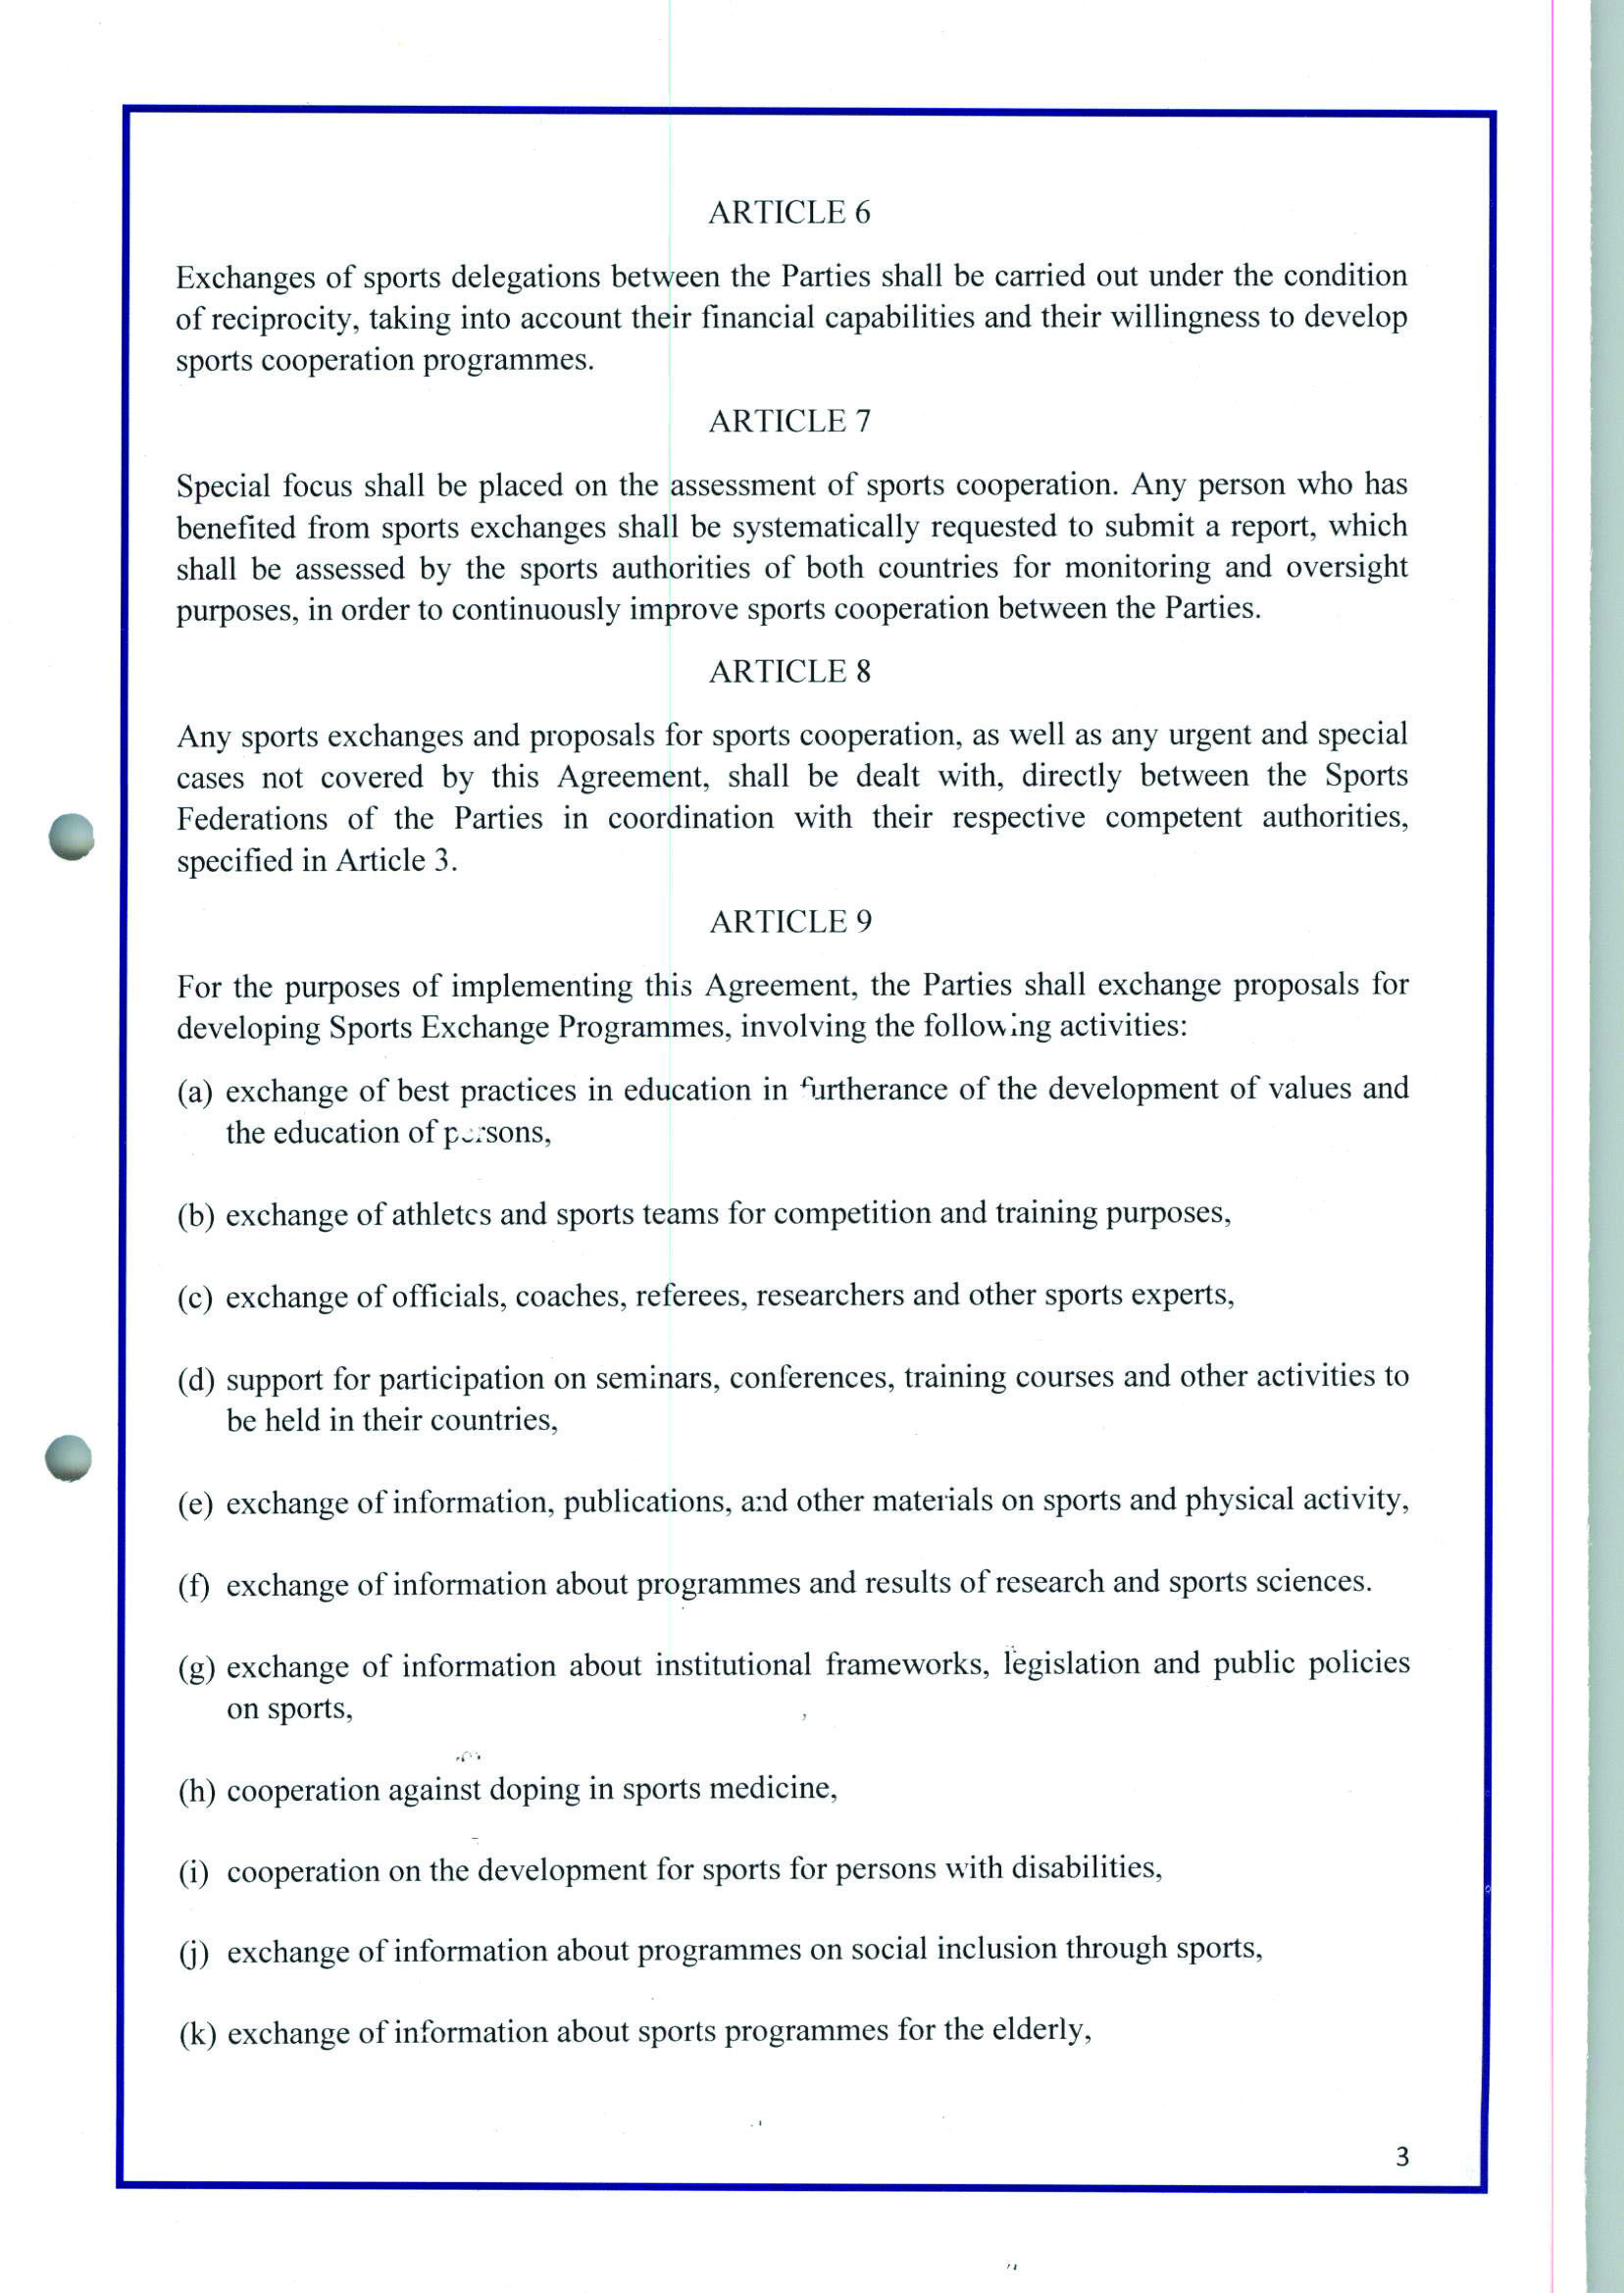 ARTICLE 6
Exchanges of sports delegations between the Parties shall be carried out under the condition
of reciprocity, taking into account their financial capabilities and their willingness to develop
sports cooperation programmes.
ARTICLE 7
Special focus shall be placed on the assessment of sports cooperation. Any person who has
benefited from sports exchanges shall be systematically requested to submit a report, which
shall be assessed by the sports authorities of both countries for monitoring and oversight
purposes, in order to continuously improve sports cooperation between the Parties.
ARTICLE 8
Any sports exchanges and proposals for sports cooperation, as well as any urgent and special
cases not covered by this Agreement, shall be dealt with, directly between the Sports
Federations of the Parties in coordination with their respective competent authorities,
specified in Article 3.
ARTICLE 9
For the purposes of implementing this Agreement, the Parties shall exchange proposals for
developing Sports Exchange Programmes, involving the following activities:
(a) exchange of best practices in education in furtherance of the development of values and
the education of persons,
(b) exchange of athletes and sports teams for competition and training purposes,
(c) exchange of officials, coaches, referees, researchers and other sports experts,
(d) support for participation on seminars, conferences, training courses and other activities to
be held in their countries,
(e) exchange of information, publications, and other materials on sports and physical activity,
(f) exchange of information about programmes and results of research and sports sciences.
(g) exchange of information about institutional frameworks, legislation and public policies
on sports,
(h) cooperation against doping in sports medicine,
(i) cooperation on the development for sports for persons with disabilities,
(j) exchange of information about programmes on social inclusion through sports,
(k) exchange of information about sports programmes for the elderly,
3